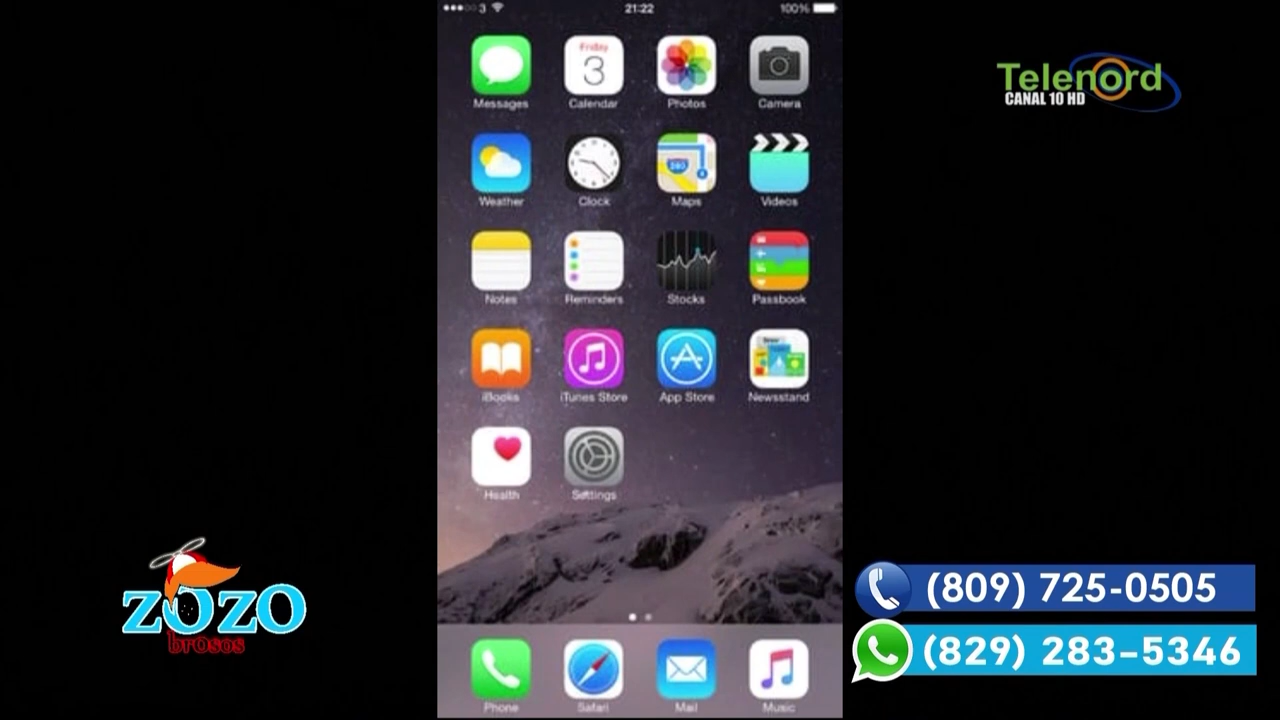 3 21:22 100%
Telenord
CANAL 10 HD
Friday
3
Messages Calendar Photos Camera
280
Weather Clock Maps Videos
Notes Reminders Stocks Passbook
iBooks iTunes Store App Store Newsstand
Health Settings
ZOZO
brosos
(809) 725-0505
(829) 283-5346
Phone Safari Mail Music